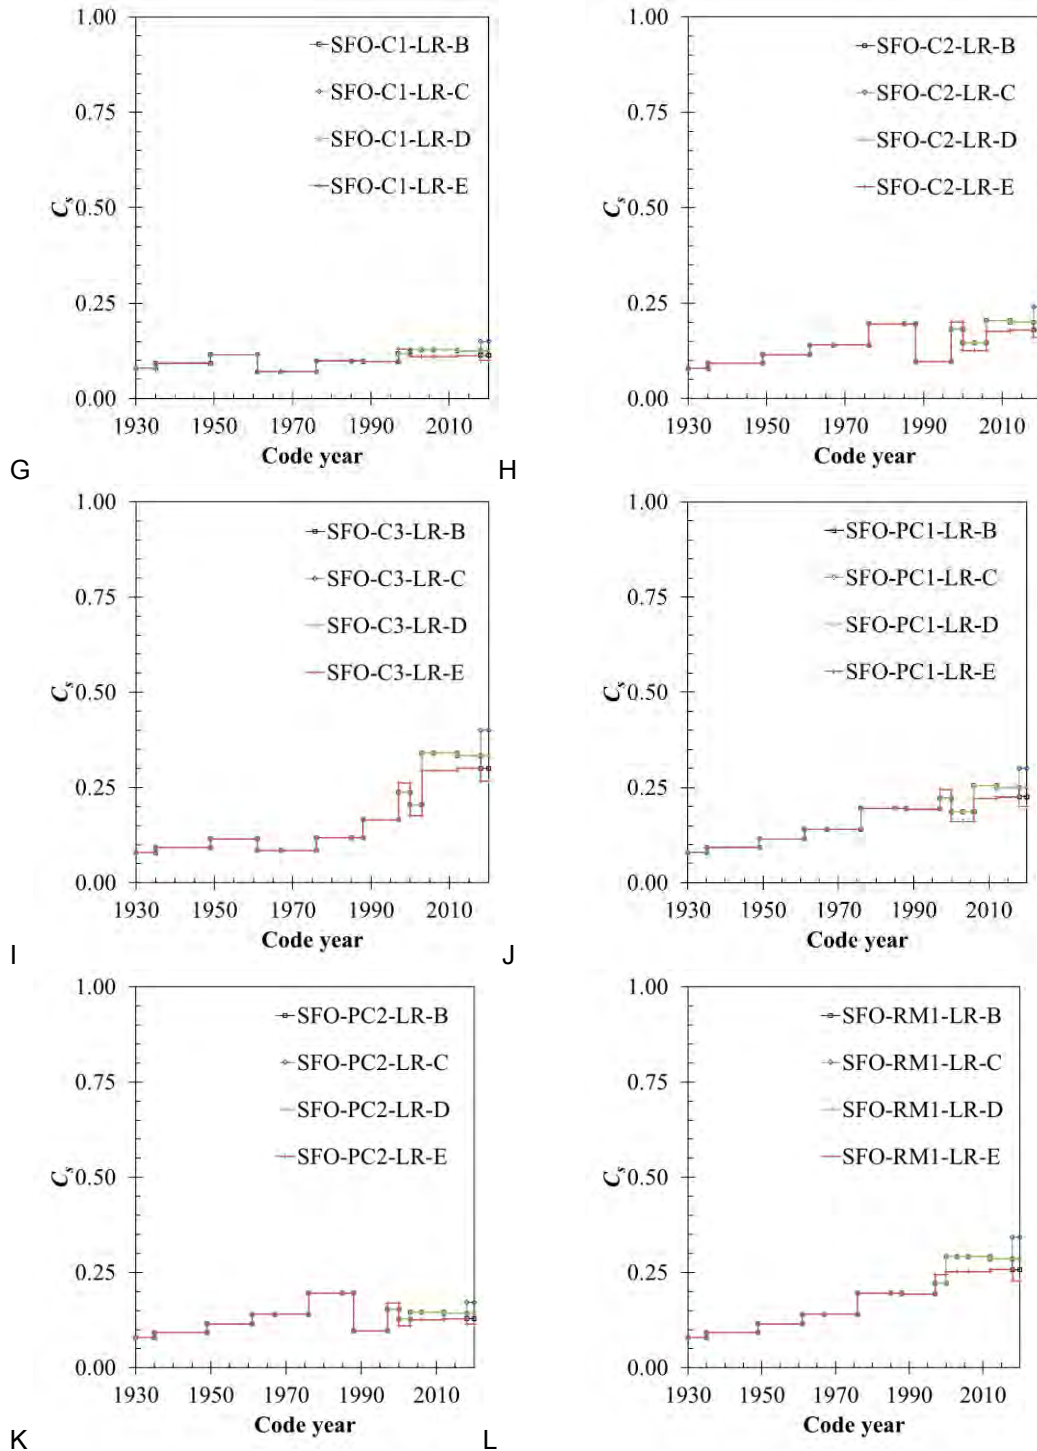 1.00
SFO-C1-LR-B
SFO-C1-LR-C
0.75
SFO-C1-LR-D
SFO-C1-LR-E
Cs
0.50
0.25
0.00
1930 1950 1970 1990 2010
Code year
G
1.00
SFO-C2-LR-B
SFO-C2-LR-C
0.75
SFO-C2-LR-D
SFO-C2-LR-E
Cs
0.50
0.25
0.00
1930 1950 1970 1990 2010
Code year
H
1.00
SFO-C3-LR-B
SFO-C3-LR-C
0.75
SFO-C3-LR-D
SFO-C3-LR-E
Cs
0.50
0.25
0.00
1930 1950 1970 1990 2010
Code year
I
1.00
SFO-PC1-LR-B
SFO-PC1-LR-C
0.75
SFO-PC1-LR-D
SFO-PC1-LR-E
Cs
0.50
0.25
0.00
1930 1950 1970 1990 2010
Code year
J
1.00
SFO-PC2-LR-B
SFO-PC2-LR-C
0.75
SFO-PC2-LR-D
SFO-PC2-LR-E
Cs
0.50
0.25
0.00
1930 1950 1970 1990 2010
Code year
K
1.00
SFO-RM1-LR-B
SFO-RM1-LR-C
0.75
SFO-RM1-LR-D
SFO-RM1-LR-E
Cs
0.50
0.25
0.00
1930 1950 1970 1990 2010
Code year
L